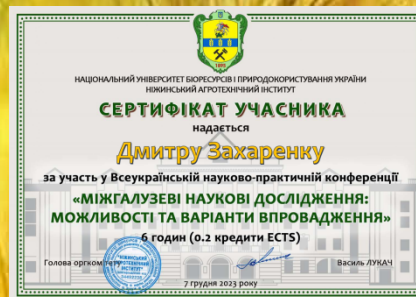 1895
НАЦІОНАЛЬНИЙ УНІВЕРСИТЕТ БІОРЕСУРСІВ І ПРИРОДОКОРИСТУВАННЯ УКРАЇНИ
НІЖИНСЬКИЙ АГРОТЕХНІЧНИЙ ІНСТИТУТ
СЕРТИФІКАТ УЧАСНИКА
надається
Дмитру Захаренку
за участь у Всеукраїнській науково-практичній конференції
«МІЖГАЛУЗЕВІ НАУКОВІ ДОСЛІДЖЕННЯ:
МОЖЛИВОСТІ ТА ВАРІАНТИ ВПРОВАДЖЕННЯ»
6 годин (0.2 кредити ECTS)
Голова оргкомітету Василь ЛУКАЧ
7 грудня 2023 року